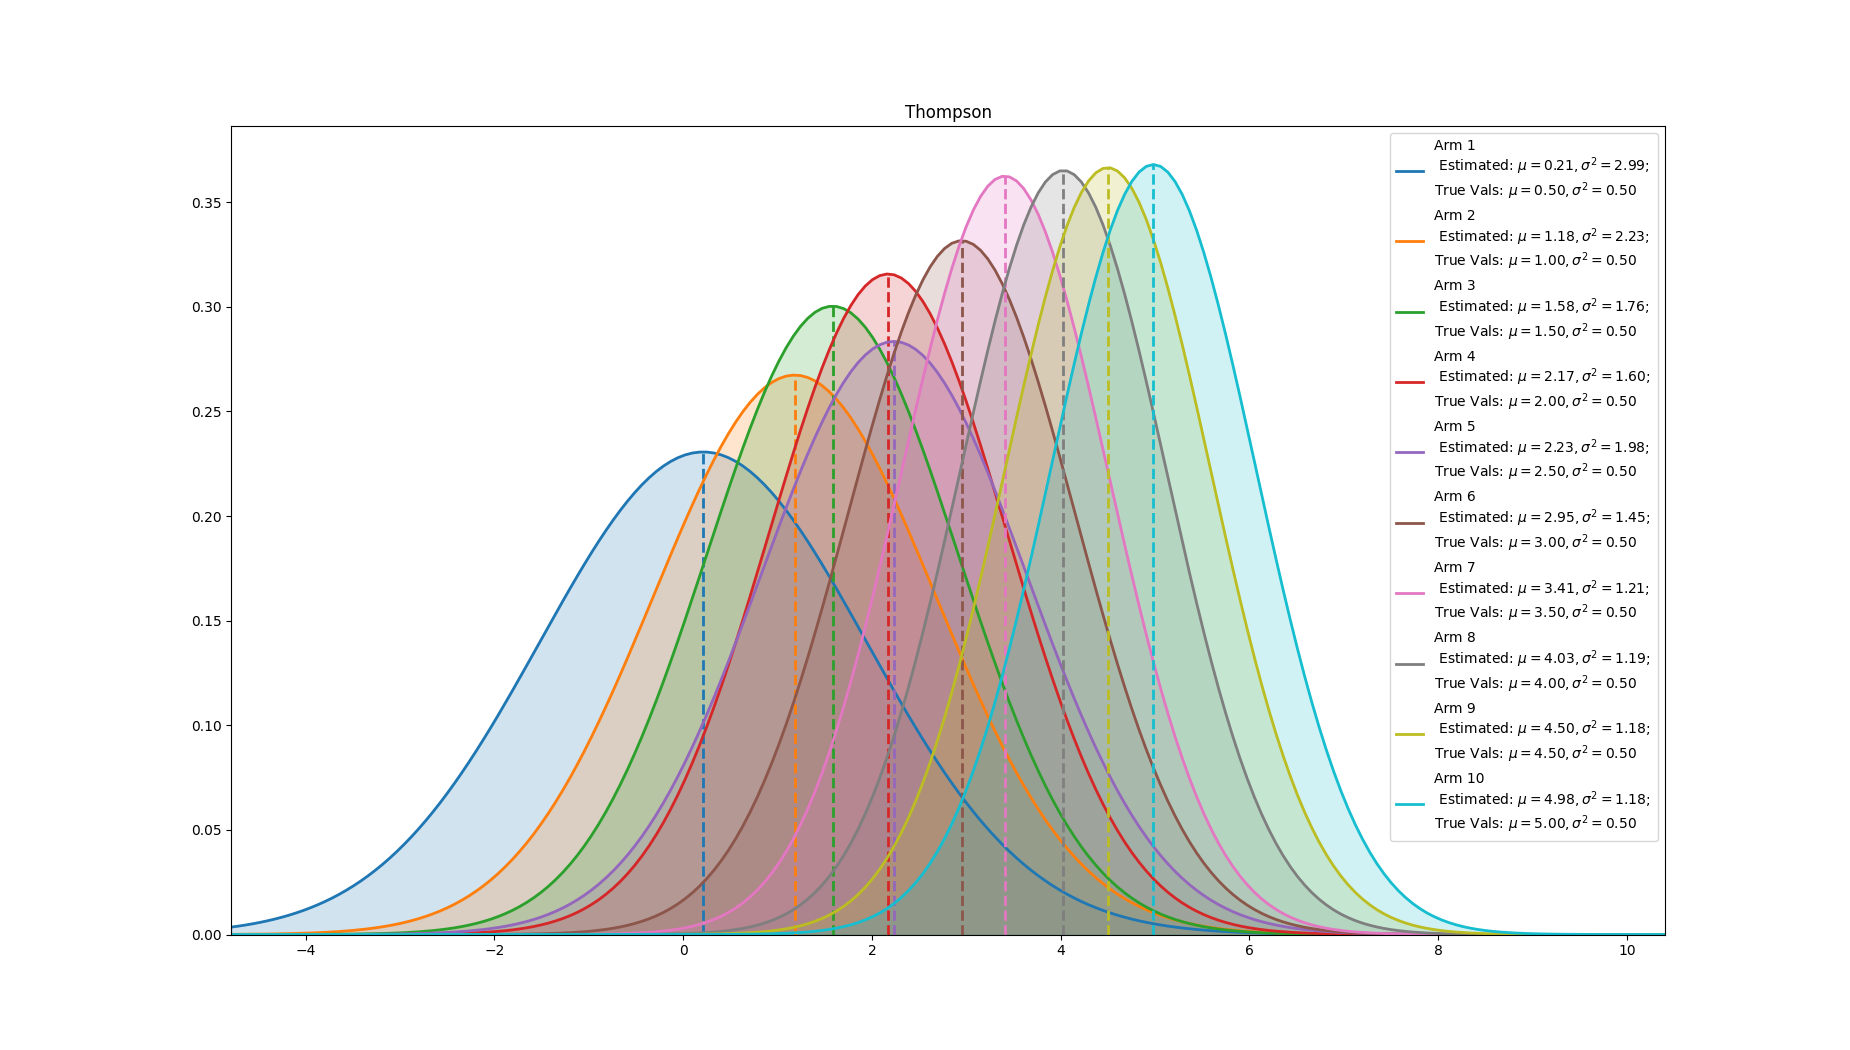 Thompson
0.35
0.30
0.25
0.20
0.15
0.10
0.05
0.00
−4
−2
0
2
4
6
8
10
Arm 1
Estimated: μ = 0.21, σ² = 2.99;
True Vals: μ = 0.50, σ² = 0.50
Arm 2
Estimated: μ = 1.18, σ² = 2.23;
True Vals: μ = 1.00, σ² = 0.50
Arm 3
Estimated: μ = 1.58, σ² = 1.76;
True Vals: μ = 1.50, σ² = 0.50
Arm 4
Estimated: μ = 2.17, σ² = 1.60;
True Vals: μ = 2.00, σ² = 0.50
Arm 5
Estimated: μ = 2.23, σ² = 1.98;
True Vals: μ = 2.50, σ² = 0.50
Arm 6
Estimated: μ = 2.95, σ² = 1.45;
True Vals: μ = 3.00, σ² = 0.50
Arm 7
Estimated: μ = 3.41, σ² = 1.21;
True Vals: μ = 3.50, σ² = 0.50
Arm 8
Estimated: μ = 4.03, σ² = 1.19;
True Vals: μ = 4.00, σ² = 0.50
Arm 9
Estimated: μ = 4.50, σ² = 1.18;
True Vals: μ = 4.50, σ² = 0.50
Arm 10
Estimated: μ = 4.98, σ² = 1.18;
True Vals: μ = 5.00, σ² = 0.50